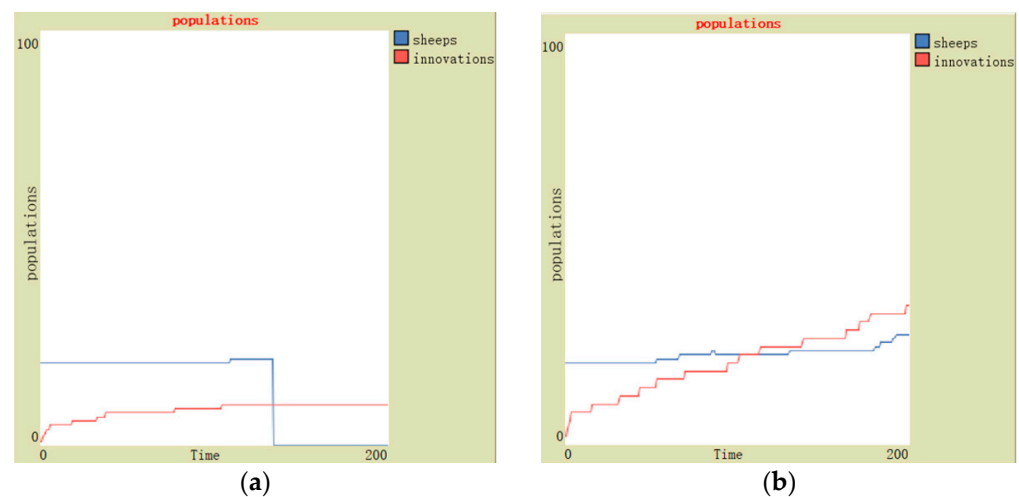 populations
100
sheeps
innovations
populations
0
0
Time
200
(a)
populations
100
sheeps
innovations
populations
0
0
Time
200
(b)